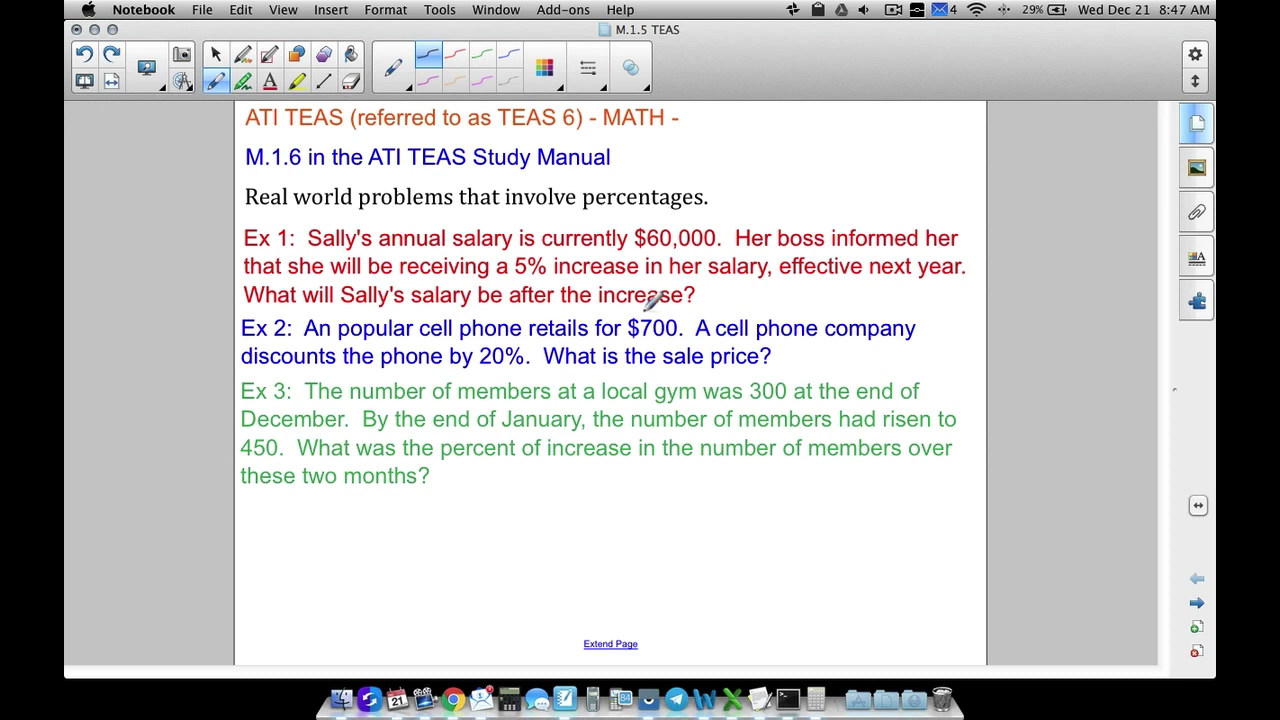 Notebook File Edit View Insert Format Tools Window Add-ons Help 4 29% Wed Dec 21 8:47 AM
M.1.5 TEAS
ATI TEAS (referred to as TEAS 6) - MATH -
M.1.6 in the ATI TEAS Study Manual
Real world problems that involve percentages.
Ex 1: Sally's annual salary is currently $60,000. Her boss informed her
that she will be receiving a 5% increase in her salary, effective next year.
What will Sally's salary be after the increase?
Ex 2: An popular cell phone retails for $700. A cell phone company
discounts the phone by 20%. What is the sale price?
Ex 3: The number of members at a local gym was 300 at the end of
December. By the end of January, the number of members had risen to
450. What was the percent of increase in the number of members over
these two months?
Extend Page